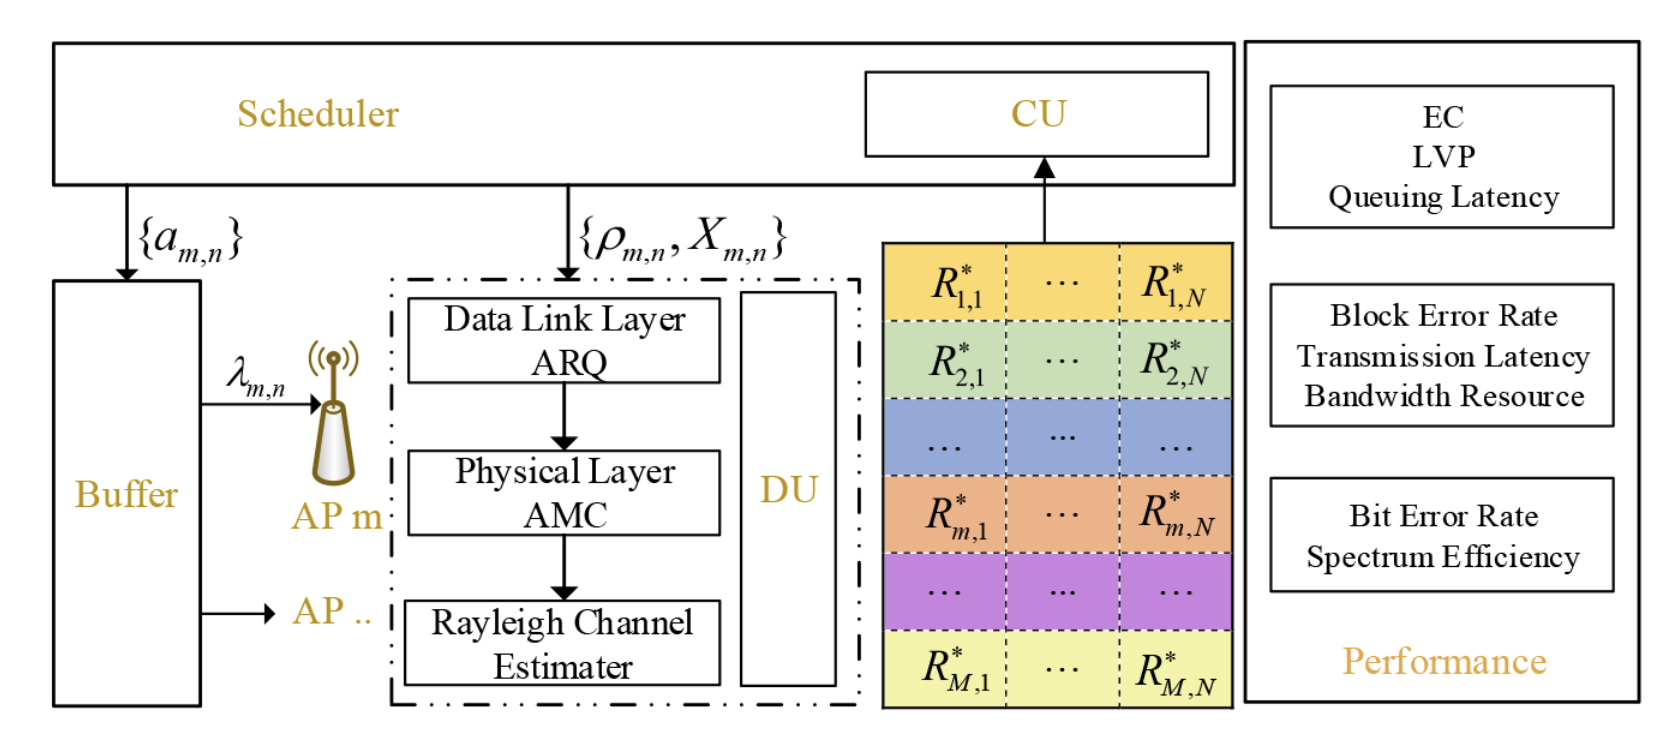 Scheduler
CU
{a_{m,n}}
{ρ_{m,n}, X_{m,n}}
Buffer
λ_{m,n}
AP m
AP ..
Data Link Layer
ARQ
Physical Layer
AMC
Rayleigh Channel
Estimater
DU
R^*_{1,1} ... R^*_{1,N}
R^*_{2,1} ... R^*_{2,N}
... ... ...
R^*_{m,1} ... R^*_{m,N}
... ... ...
R^*_{M,1} ... R^*_{M,N}
EC
LVP
Queuing Latency
Block Error Rate
Transmission Latency
Bandwidth Resource
Bit Error Rate
Spectrum Efficiency
Performance